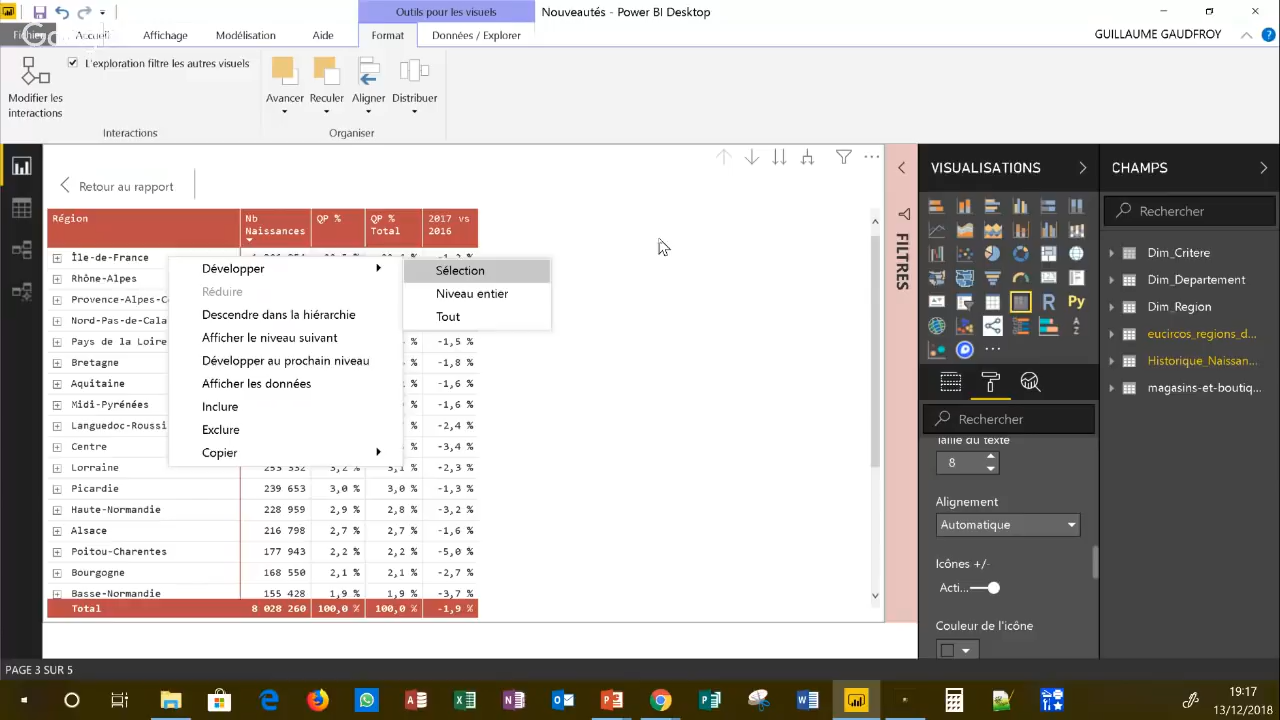 Outils pour les visuels
Nouveautés - Power BI Desktop
Fichier Accueil Affichage Modélisation Aide Format Données / Explorer
GUILLAUME GAUDFROY
Modifier les
interactions
L'exploration filtre les autres visuels
Avancer Reculer Aligner Distribuer
Interactions
Organiser
Retour au rapport
Région
Nb
Naissances
QP %
QP %
Total
2017 vs
2016
Île-de-France
Rhône-Alpes
Provence-Alpes-C
Nord-Pas-de-Cala
Pays de la Loire % -1,5 %
Bretagne % -1,8 %
Aquitaine % -1,6 %
Midi-Pyrénées % -1,6 %
Languedoc-Roussi % -2,4 %
Centre % -3,4 %
Lorraine 253 332 3,2 % 3,1 % -2,3 %
Picardie 239 653 3,0 % 3,0 % -1,3 %
Haute-Normandie 228 959 2,9 % 2,8 % -3,2 %
Alsace 216 798 2,7 % 2,7 % -1,6 %
Poitou-Charentes 177 943 2,2 % 2,2 % -5,0 %
Bourgogne 168 550 2,1 % 2,1 % -2,7 %
Basse-Normandie 155 428 1,9 % 1,9 % -3,7 %
Total 8 028 260 100,0 % 100,0 % -1,9 %
Développer
Réduire
Descendre dans la hiérarchie
Afficher le niveau suivant
Développer au prochain niveau
Afficher les données
Inclure
Exclure
Copier
Sélection
Niveau entier
Tout
FILTRES
VISUALISATIONS
R Py
Rechercher
Taille du texte
8
Alignement
Automatique
Icônes +/-
Acti...
Couleur de l'icône
CHAMPS
Rechercher
Dim_Critere
Dim_Departement
Dim_Region
eucircos_regions_d...
Historique_Naissan...
magasins-et-boutiq...
PAGE 3 SUR 5
19:17
13/12/2018